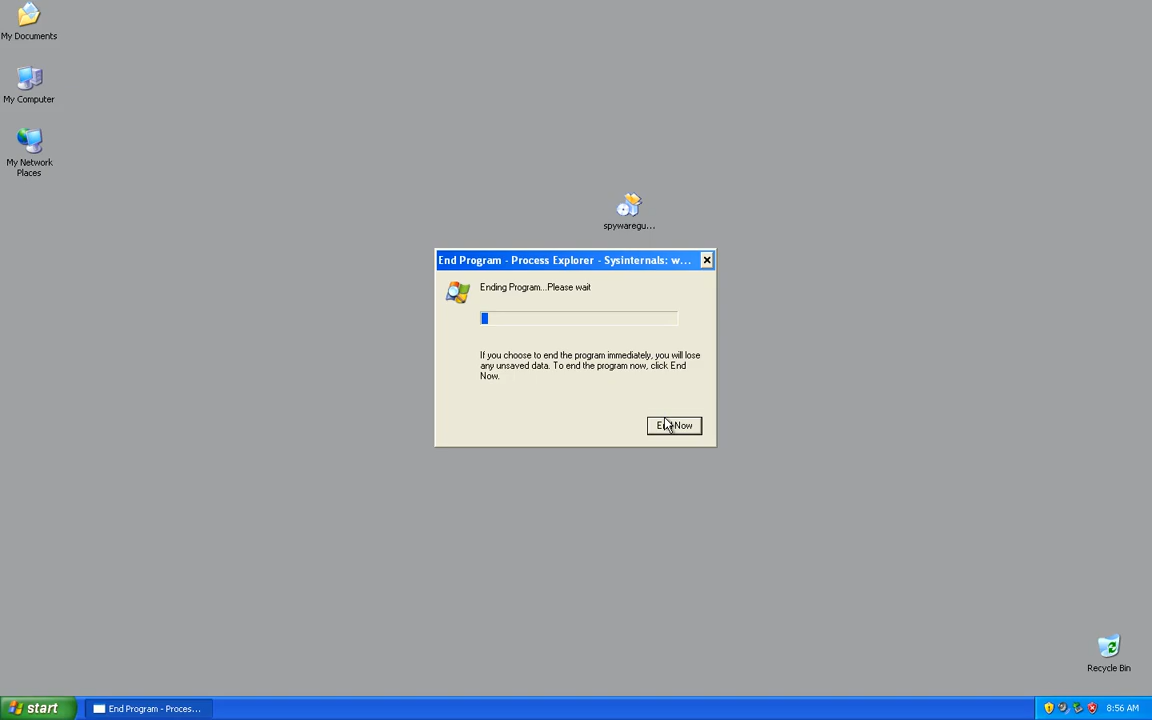 My Documents
My Computer
My Network
Places
spywaregu...
End Program - Process Explorer - Sysinternals: w...
Ending Program...Please wait
If you choose to end the program immediately, you will lose
any unsaved data. To end the program now, click End
Now.
End Now
Recycle Bin
start
End Program - Proces...
8:56 AM